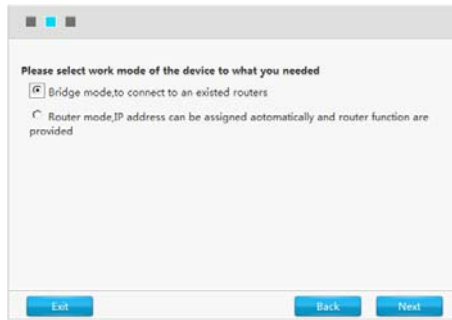 Please select work mode of the device to what you needed
Bridge mode,to connect to an existed routers
Router mode,IP address can be assigned aotomatically and router function are
provided
Exit
Back
Next